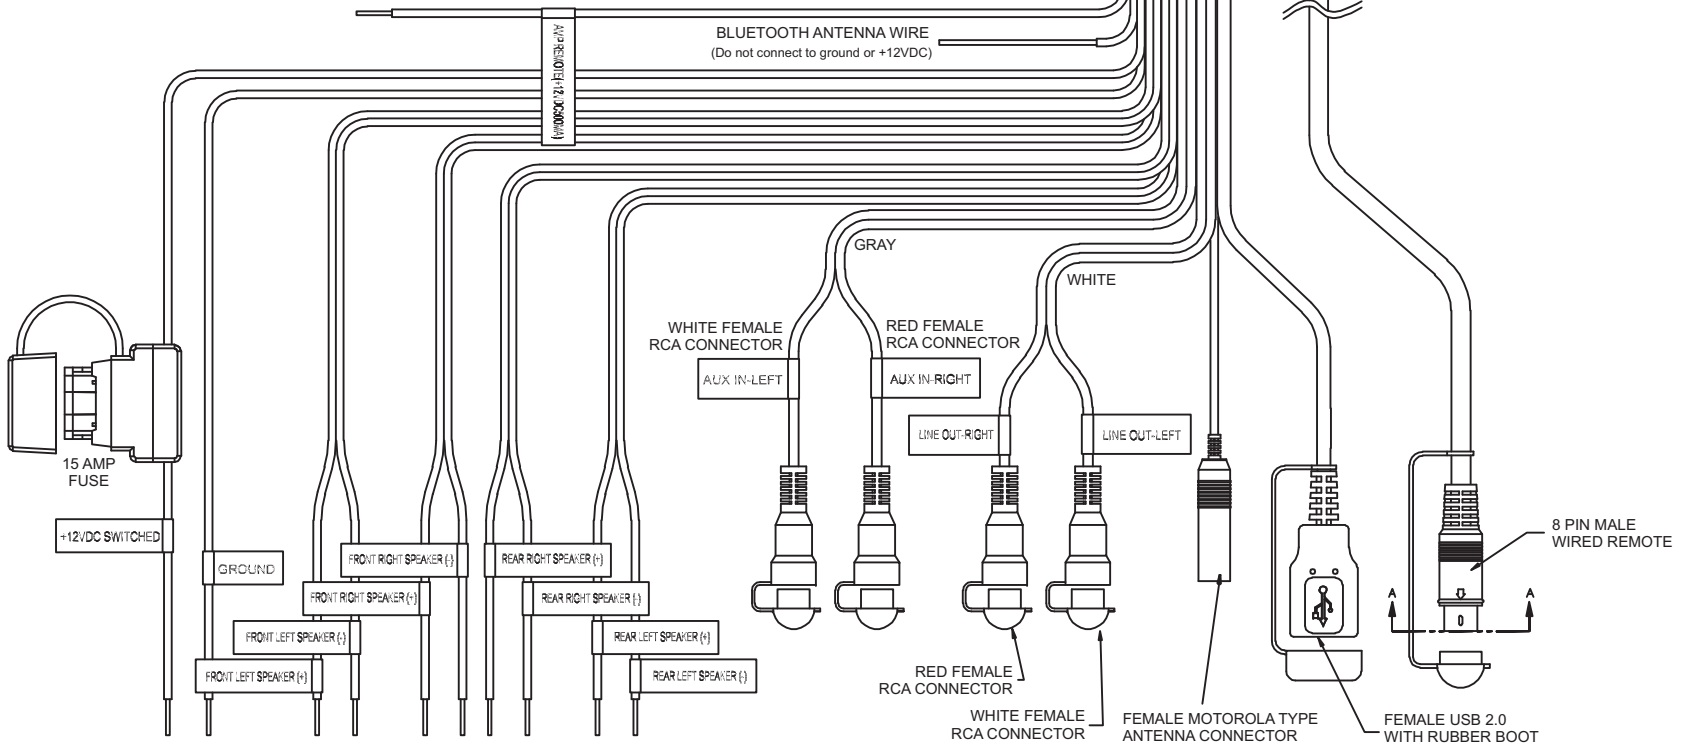 BLUETOOTH ANTENNA WIRE
(Do not connect to ground or +12VDC)
GRAY
WHITE
WHITE FEMALE
RCA CONNECTOR
RED FEMALE
RCA CONNECTOR
AUX IN-LEFT
AUX IN-RIGHT
LINE OUT-RIGHT
LINE OUT-LEFT
15 AMP
FUSE
+12VDC SWITCHED
GROUND
FRONT RIGHT SPEAKER (-)
REAR RIGHT SPEAKER (+)
FRONT RIGHT SPEAKER (+)
REAR RIGHT SPEAKER (-)
FRONT LEFT SPEAKER (-)
REAR LEFT SPEAKER (+)
FRONT LEFT SPEAKER (+)
REAR LEFT SPEAKER (-)
8 PIN MALE
WIRED REMOTE
A
A
RED FEMALE
RCA CONNECTOR
WHITE FEMALE
RCA CONNECTOR
FEMALE MOTOROLA TYPE
ANTENNA CONNECTOR
FEMALE USB 2.0
WITH RUBBER BOOT